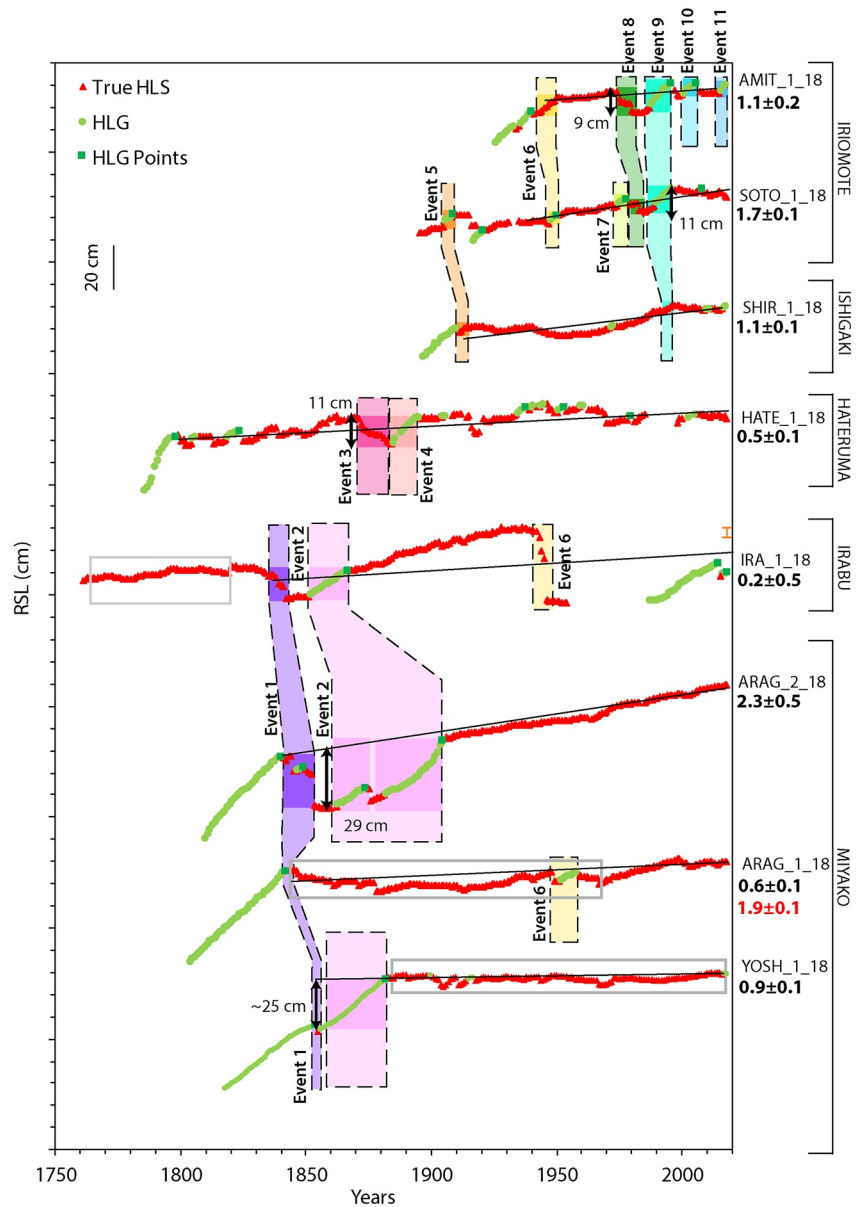 Event 8
Event 9
Event 10
Event 11
True HLS
HLG
HLG Points
AMIT_1_18
1.1±0.2
9 cm
IRIOMOTE
Event 5
Event 6
Event 7
SOTO_1_18
1.7±0.1
11 cm
20 cm
SHIR_1_18
1.1±0.1
ISHIGAKI
11 cm
HATE_1_18
0.5±0.1
HATERUMA
Event 3
Event 4
Event 2
Event 6
IRA_1_18
0.2±0.5
IRABU
RSL (cm)
Event 1
Event 2
29 cm
ARAG_2_18
2.3±0.5
MIYAKO
Event 6
ARAG_1_18
0.6±0.1
1.9±0.1
YOSH_1_18
0.9±0.1
~25 cm
Event 1
1750
1800
1850
1900
1950
2000
Years